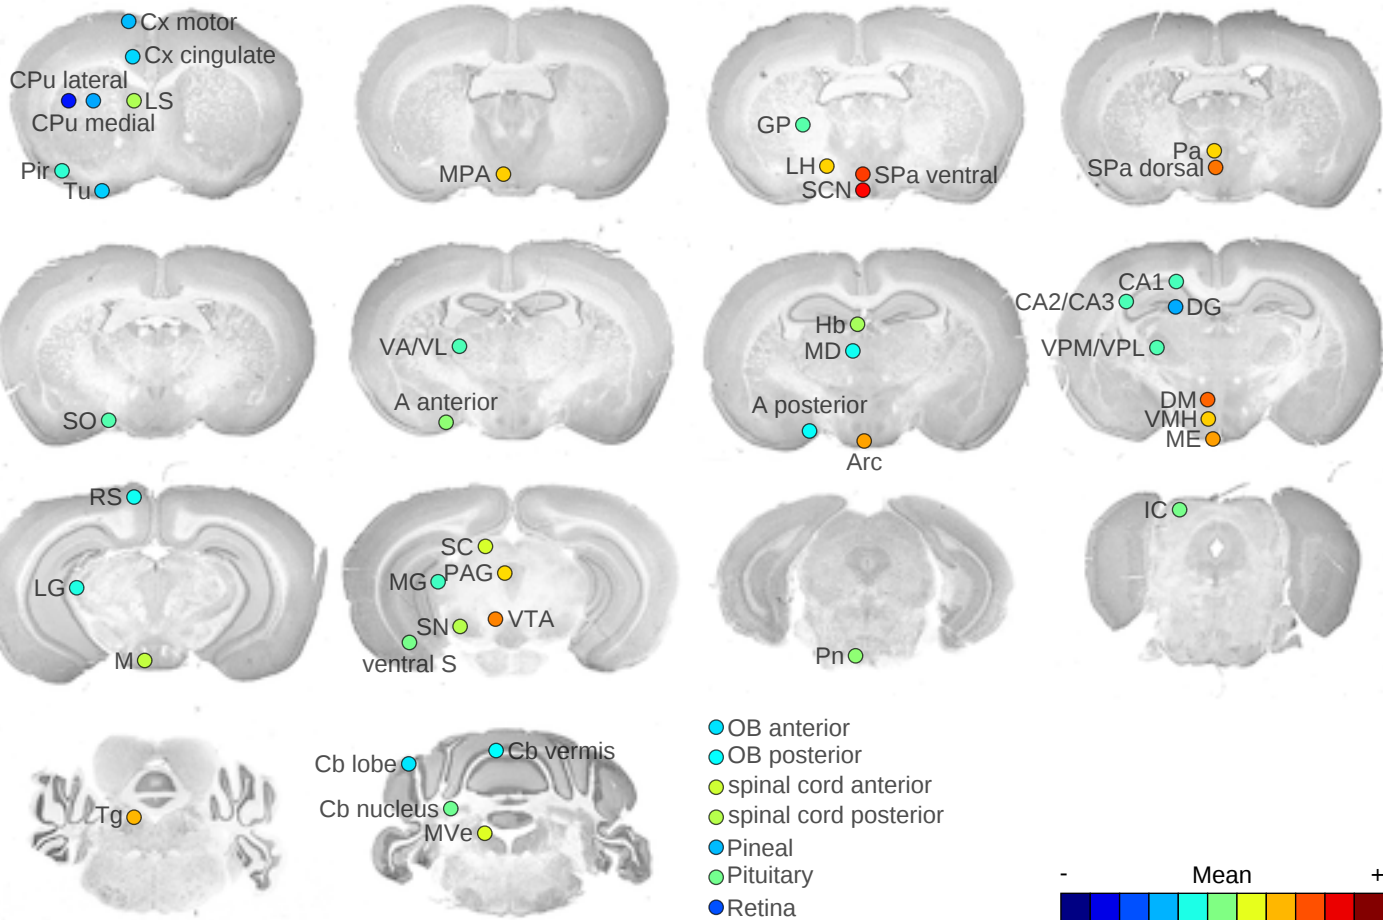 Cx motor
Cx cingulate
CPu lateral
LS
CPu medial
Pir
Tu
MPA
GP
LH
SPa ventral
SCN
Pa
SPa dorsal
SO
VA/VL
A anterior
Hb
MD
A posterior
Arc
CA1
CA2/CA3
DG
VPM/VPL
DM
VMH
ME
RS
LG
M
SC
PAG
MG
VTA
SN
ventral S
Pn
IC
Tg
Cb lobe
Cb vermis
Cb nucleus
MVe
OB anterior
OB posterior
spinal cord anterior
spinal cord posterior
Pineal
Pituitary
Retina
- Mean +